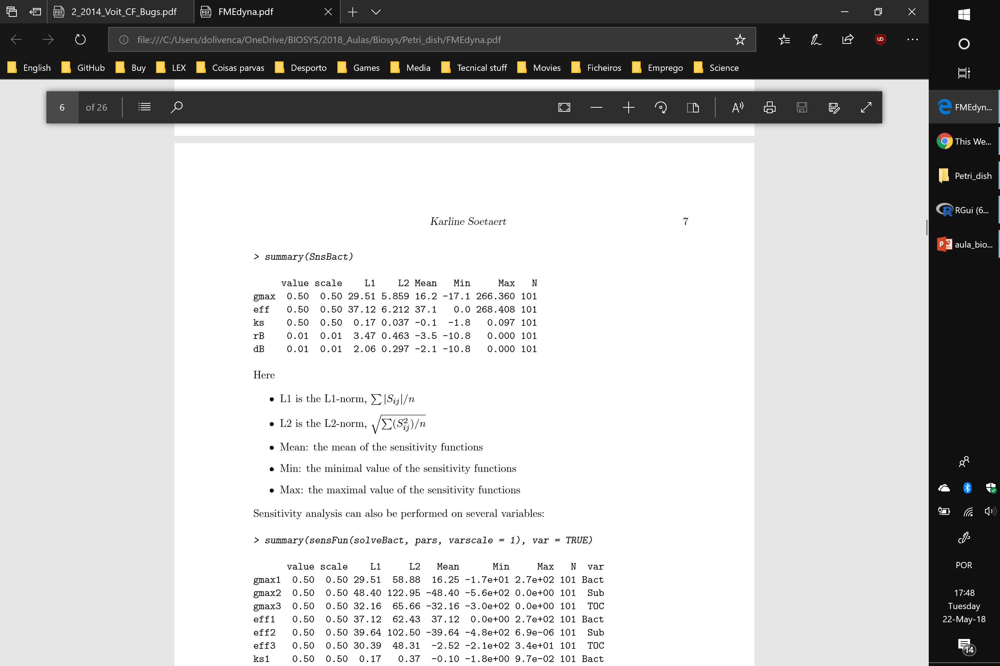 2_2014_Voit_CF_Bugs.pdf
FMEdyna.pdf
file:///C:/Users/dolivenca/OneDrive/BIOSYS/2018_Aulas/Biosys/Petri_dish/FMEdyna.pdf
English GitHub Buy LEX Coisas parvas Desporto Games Media Tecnical stuff Movies Ficheiros Emprego Science
6 of 26
Karline Soetaert 7
> summary(SnsBact)
value scale L1 L2 Mean Min Max N
gmax 0.50 0.50 29.51 5.859 16.2 -17.1 266.360 101
eff 0.50 0.50 37.12 6.212 37.1 0.0 268.408 101
ks 0.50 0.50 0.17 0.037 -0.1 -1.8 0.097 101
rB 0.01 0.01 3.47 0.463 -3.5 -10.8 0.000 101
dB 0.01 0.01 2.06 0.297 -2.1 -10.8 0.000 101
Here
• L1 is the L1-norm, ∑|Sij|/n
• L2 is the L2-norm, √∑(S²ij)/n
• Mean: the mean of the sensitivity functions
• Min: the minimal value of the sensitivity functions
• Max: the maximal value of the sensitivity functions
Sensitivity analysis can also be performed on several variables:
> summary(sensFun(solveBact, pars, varscale = 1), var = TRUE)
value scale L1 L2 Mean Min Max N var
gmax1 0.50 0.50 29.51 58.88 16.25 -1.7e+01 2.7e+02 101 Bact
gmax2 0.50 0.50 48.40 122.95 -48.40 -5.6e+02 0.0e+00 101 Sub
gmax3 0.50 0.50 32.16 65.66 -32.16 -3.0e+02 0.0e+00 101 TOC
eff1 0.50 0.50 37.12 62.43 37.12 0.0e+00 2.7e+02 101 Bact
eff2 0.50 0.50 39.64 102.50 -39.64 -4.8e+02 6.9e-06 101 Sub
eff3 0.50 0.50 30.39 48.31 -2.52 -2.1e+02 3.4e+01 101 TOC
ks1 0.50 0.50 0.17 0.37 -0.10 -1.8e+00 9.7e-02 101 Bact
FMEdyn...
This We...
Petri_dish
RGui (6...
aula_bio...
POR
17:48
Tuesday
22-May-18
14